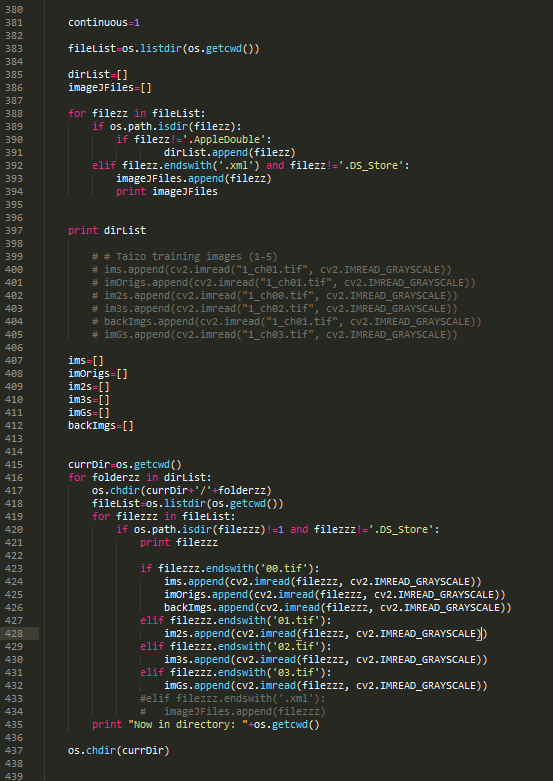 380
381 continuous=1
382
383 fileList=os.listdir(os.getcwd())
384
385 dirList=[]
386 imageJFiles=[]
387
388 for filezz in fileList:
389 if os.path.isdir(filezz):
390 if filezz!='.AppleDouble':
391 dirList.append(filezz)
392 elif filezz.endswith('.xml') and filezz!='.DS_Store':
393 imageJFiles.append(filezz)
394 print imageJFiles
395
396
397 print dirList
398
399 # # Taizo training images (1-5)
400 # ims.append(cv2.imread("1_ch01.tif", cv2.IMREAD_GRAYSCALE))
401 # imOrigs.append(cv2.imread("1_ch01.tif", cv2.IMREAD_GRAYSCALE))
402 # im2s.append(cv2.imread("1_ch00.tif", cv2.IMREAD_GRAYSCALE))
403 # im3s.append(cv2.imread("1_ch02.tif", cv2.IMREAD_GRAYSCALE))
404 # backImgs.append(cv2.imread("1_ch01.tif", cv2.IMREAD_GRAYSCALE))
405 # imGs.append(cv2.imread("1_ch03.tif", cv2.IMREAD_GRAYSCALE))
406
407 ims=[]
408 imOrigs=[]
409 im2s=[]
410 im3s=[]
411 imGs=[]
412 backImgs=[]
413
414
415 currDir=os.getcwd()
416 for folderzz in dirList:
417 os.chdir(currDir+'/'+folderzz)
418 fileList=os.listdir(os.getcwd())
419 for filezzz in fileList:
420 if os.path.isdir(filezzz)!=1 and filezzz!='.DS_Store':
421 print filezzz
422
423 if filezzz.endswith('00.tif'):
424 ims.append(cv2.imread(filezzz, cv2.IMREAD_GRAYSCALE))
425 imOrigs.append(cv2.imread(filezzz, cv2.IMREAD_GRAYSCALE))
426 backImgs.append(cv2.imread(filezzz, cv2.IMREAD_GRAYSCALE))
427 elif filezzz.endswith('01.tif'):
428 im2s.append(cv2.imread(filezzz, cv2.IMREAD_GRAYSCALE))
429 elif filezzz.endswith('02.tif'):
430 im3s.append(cv2.imread(filezzz, cv2.IMREAD_GRAYSCALE))
431 elif filezzz.endswith('03.tif'):
432 imGs.append(cv2.imread(filezzz, cv2.IMREAD_GRAYSCALE))
433 #elif filezzz.endswith('.xml'):
434 # imageJFiles.append(filezzz)
435 print "Now in directory: "+os.getcwd()
436
437 os.chdir(currDir)
438
439